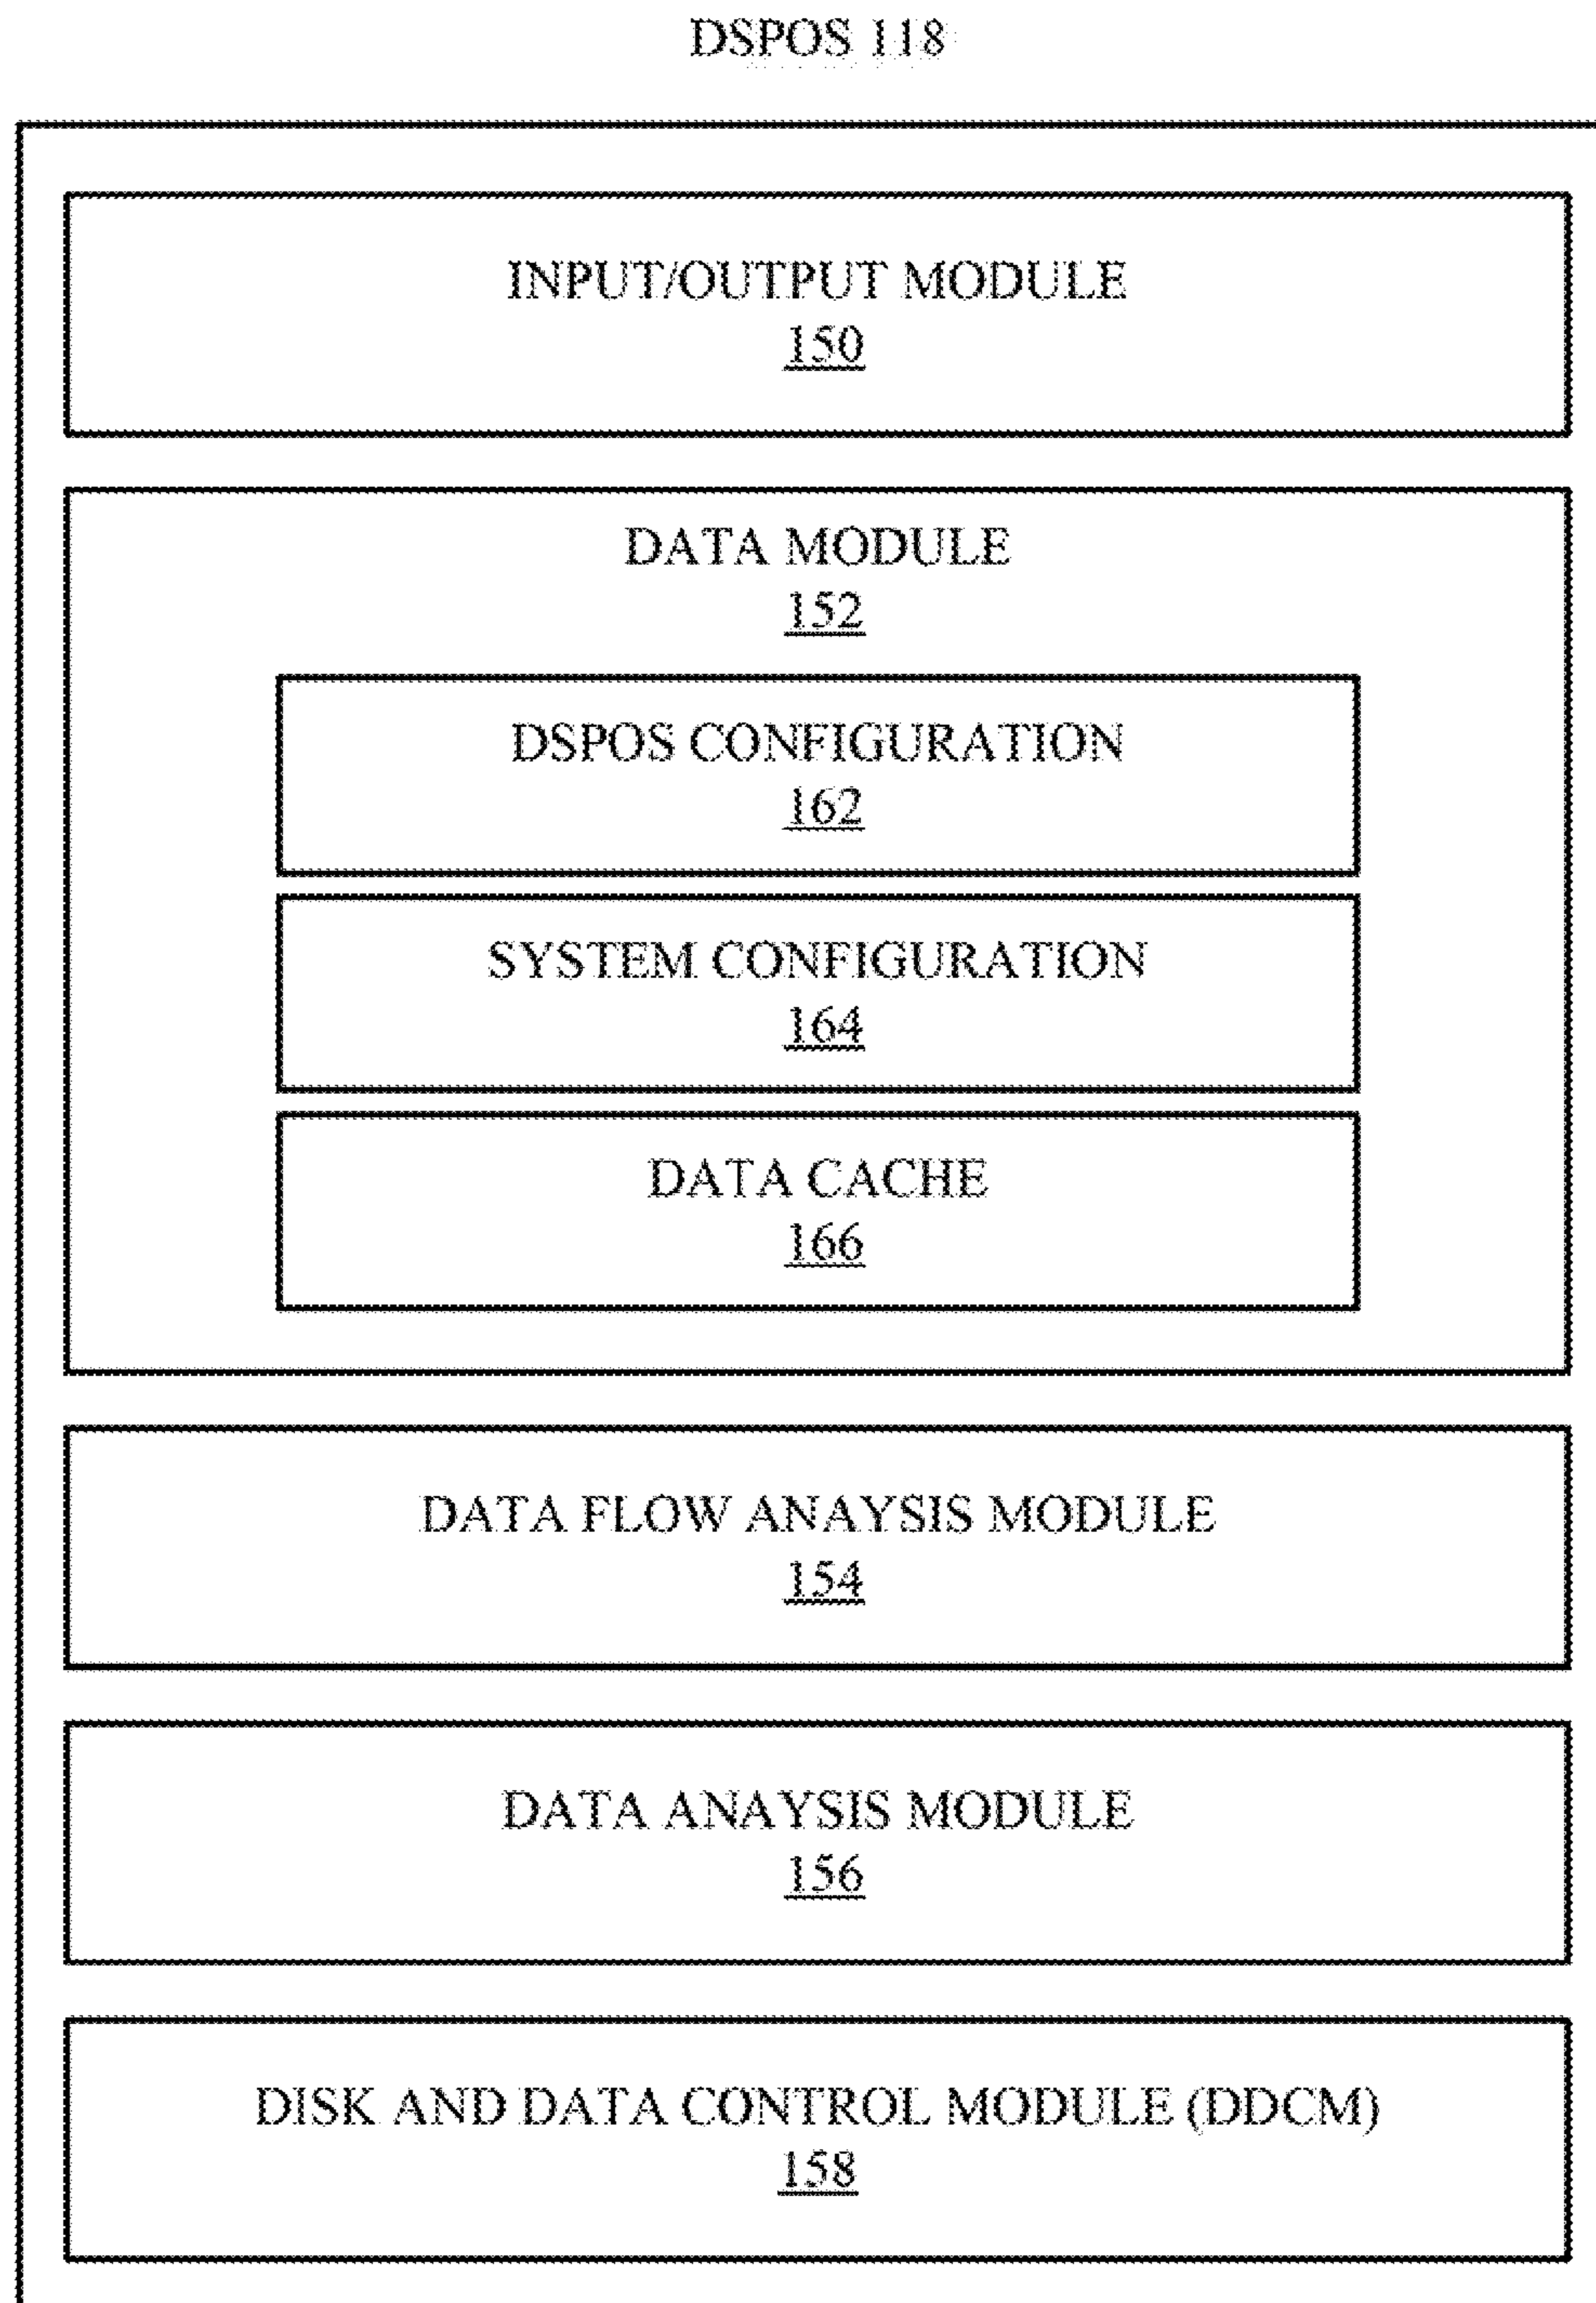 DSPOS 118
INPUT/OUTPUT MODULE
150
DATA MODULE
152
DSPOS CONFIGURATION
162
SYSTEM CONFIGURATION
164
DATA CACHE
166
DATA FLOW ANAYSIS MODULE
154
DATA ANAYSIS MODULE
156
DISK AND DATA CONTROL MODULE (DDCM)
158